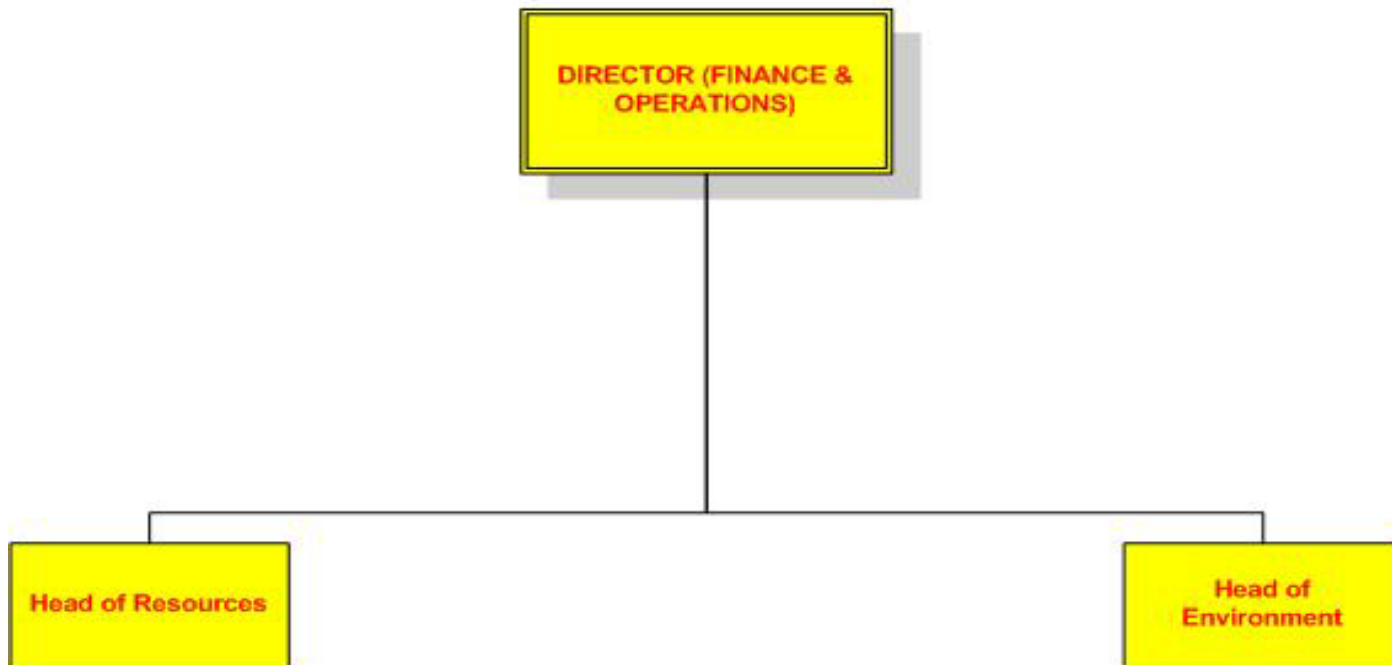 DIRECTOR (FINANCE &
OPERATIONS)
Head of Resources
Head of
Environment